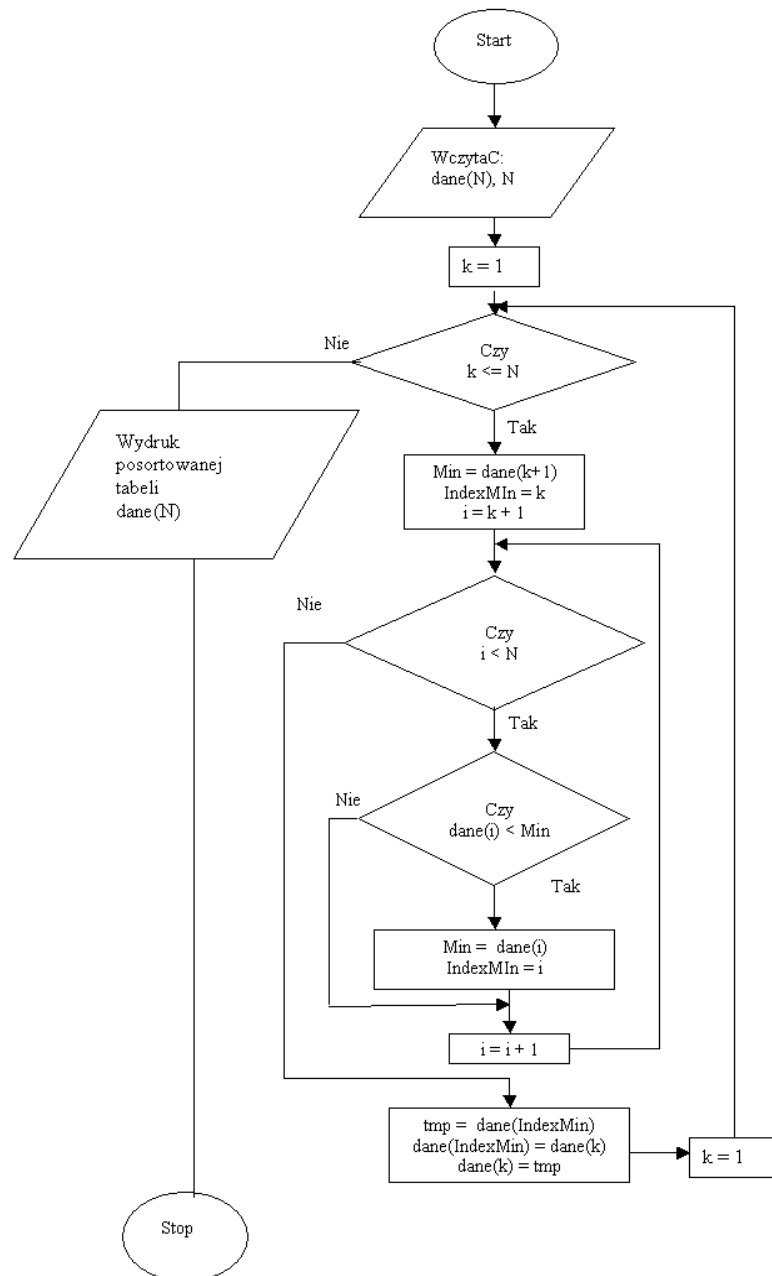 Start
WczytaC:
dane(N), N
k = 1
Nie
Czy
k <= N
Tak
Wydruk
posortowanej
tabeli
dane(N)
Min = dane(k+1)
IndexMIn = k
i = k + 1
Nie
Czy
i < N
Tak
Nie
Czy
dane(i) < Min
Tak
Min = dane(i)
IndexMIn = i
i = i + 1
tmp = dane(IndexMin)
dane(IndexMin) = dane(k)
dane(k) = tmp
k = 1
Stop